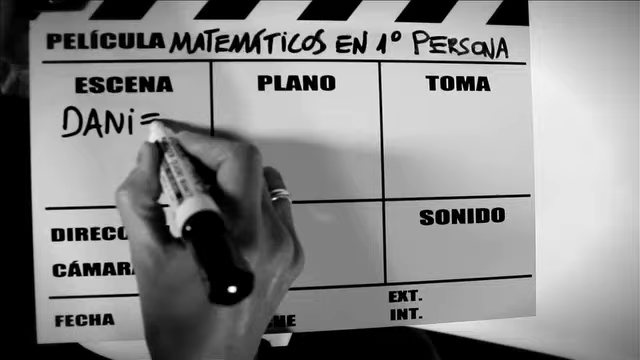 PELÍCULA MATEMÁTICOS EN 1º PERSONA
ESCENA PLANO TOMA
DANI=
SONIDO
CÁMARA
EXT.
FECHA INT.